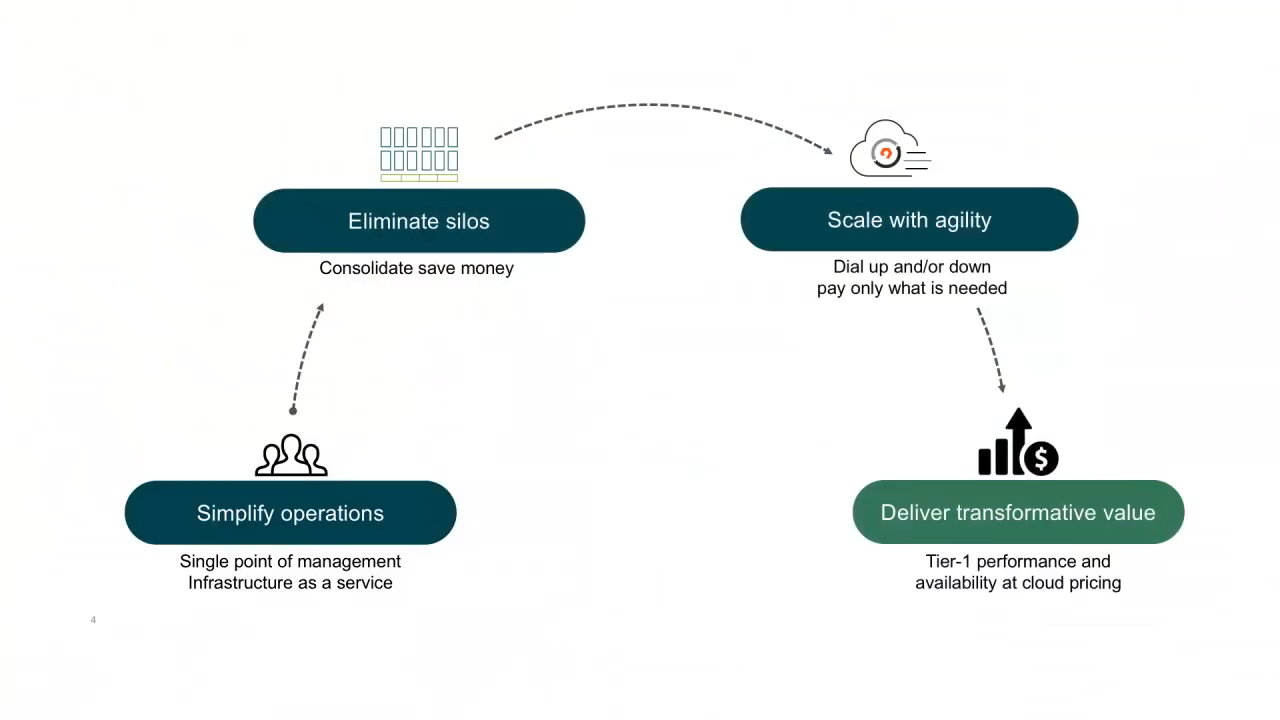 Eliminate silos
Consolidate save money
Scale with agility
Dial up and/or down
pay only what is needed
Simplify operations
Single point of management
Infrastructure as a service
$
Deliver transformative value
Tier-1 performance and
availability at cloud pricing
4